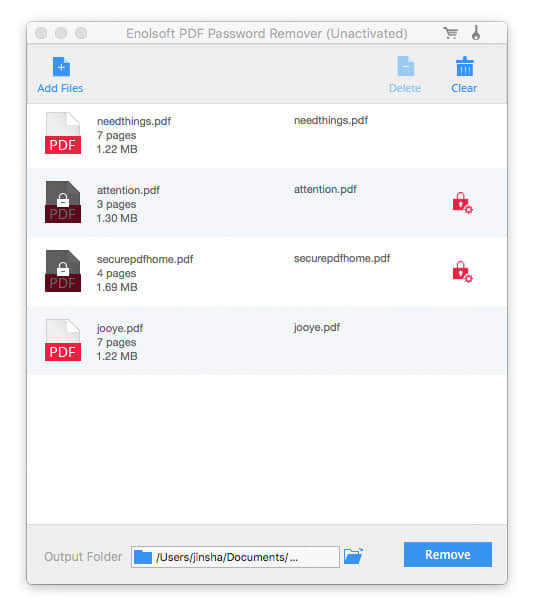 Enolsoft PDF Password Remover (Unactivated)
Add Files
Delete
Clear
needthings.pdf
needthings.pdf
7 pages
1.22 MB
PDF
attention.pdf
attention.pdf
3 pages
1.30 MB
PDF
securepdfhome.pdf
securepdfhome.pdf
4 pages
1.69 MB
PDF
jooye.pdf
jooye.pdf
7 pages
1.22 MB
PDF
Output Folder
/Users/jinsha/Documents/...
Remove